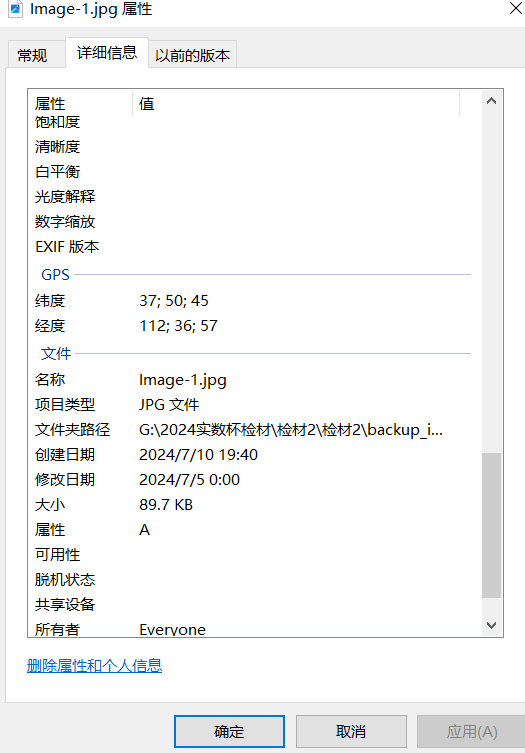 Image-1.jpg 属性
常规 详细信息 以前的版本
属性 值
饱和度
清晰度
白平衡
光度解释
数字缩放
EXIF 版本
GPS
纬度 37; 50; 45
经度 112; 36; 57
文件
名称 Image-1.jpg
项目类型 JPG 文件
文件夹路径 G:\2024实数杯检材\检材2\检材2\backup_i...
创建日期 2024/7/10 19:40
修改日期 2024/7/5 0:00
大小 89.7 KB
属性 A
可用性
脱机状态
共享设备
所有者 Everyone
删除属性和个人信息
确定 取消 应用(A)